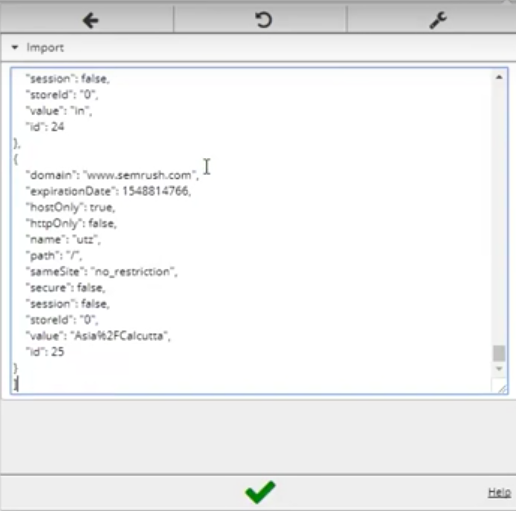 Import
"session": false,
"storeId": "0",
"value": "in",
"id": 24
},
{
"domain": "www.semrush.com",
"expirationDate": 1548814766,
"hostOnly": true,
"httpOnly": false,
"name": "utz",
"path": "/",
"sameSite": "no_restriction",
"secure": false,
"session": false,
"storeId": "0",
"value": "Asia%2FCalcutta",
"id": 25
}
]
Help